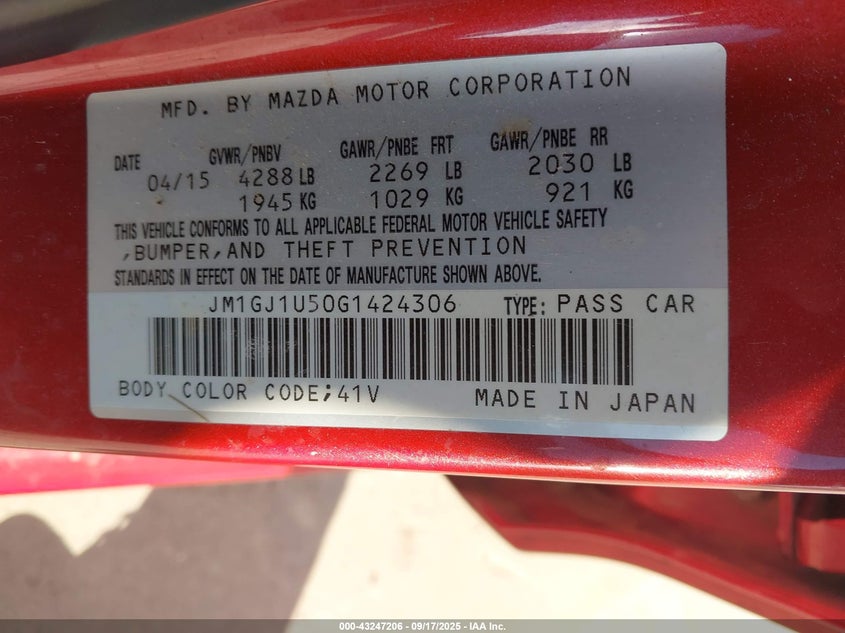 MFD. BY MAZDA MOTOR CORPORATION
DATE GVWR/PNBV GAWR/PNBE FRT GAWR/PNBE RR
04/15 4288 LB 2269 LB 2030 LB
1945 KG 1029 KG 921 KG
THIS VEHICLE CONFORMS TO ALL APPLICABLE FEDERAL MOTOR VEHICLE SAFETY
,BUMPER,AND THEFT PREVENTION
STANDARDS IN EFFECT ON THE DATE OF MANUFACTURE SHOWN ABOVE.
JM1GJ1U50G1424306 TYPE: PASS CAR
BODY COLOR CODE;41V MADE IN JAPAN
000-43247206 - 09/17/2025 - IAA Inc.